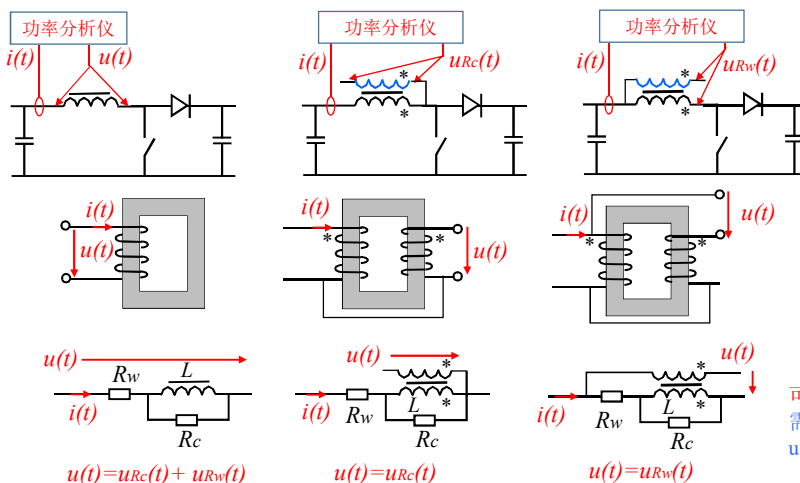 功率分析仪
i(t)
u(t)
功率分析仪
i(t)
uRc(t)
*
*
功率分析仪
i(t)
uRw(t)
*
*
i(t)
u(t)
i(t)
*
*
u(t)
i(t)
*
*
u(t)
u(t)
Rw
L
i(t)
Rc
u(t)=uRc(t)+ uRw(t)
u(t)
*
i(t)
Rw
L
*
Rc
u(t)=uRc(t)
u(t)
*
i(t)
Rw
L
*
Rc
u(t)=uRw(t)
需
u